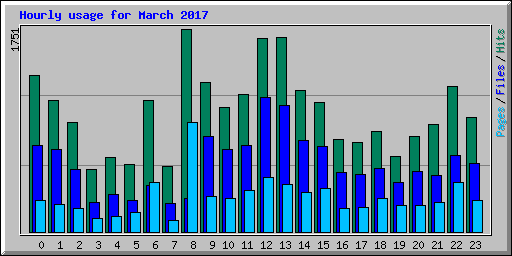 Hourly usage for March 2017
1751
Pages/Files/Hits
0 1 2 3 4 5 6 7 8 9 10 11 12 13 14 15 16 17 18 19 20 21 22 23